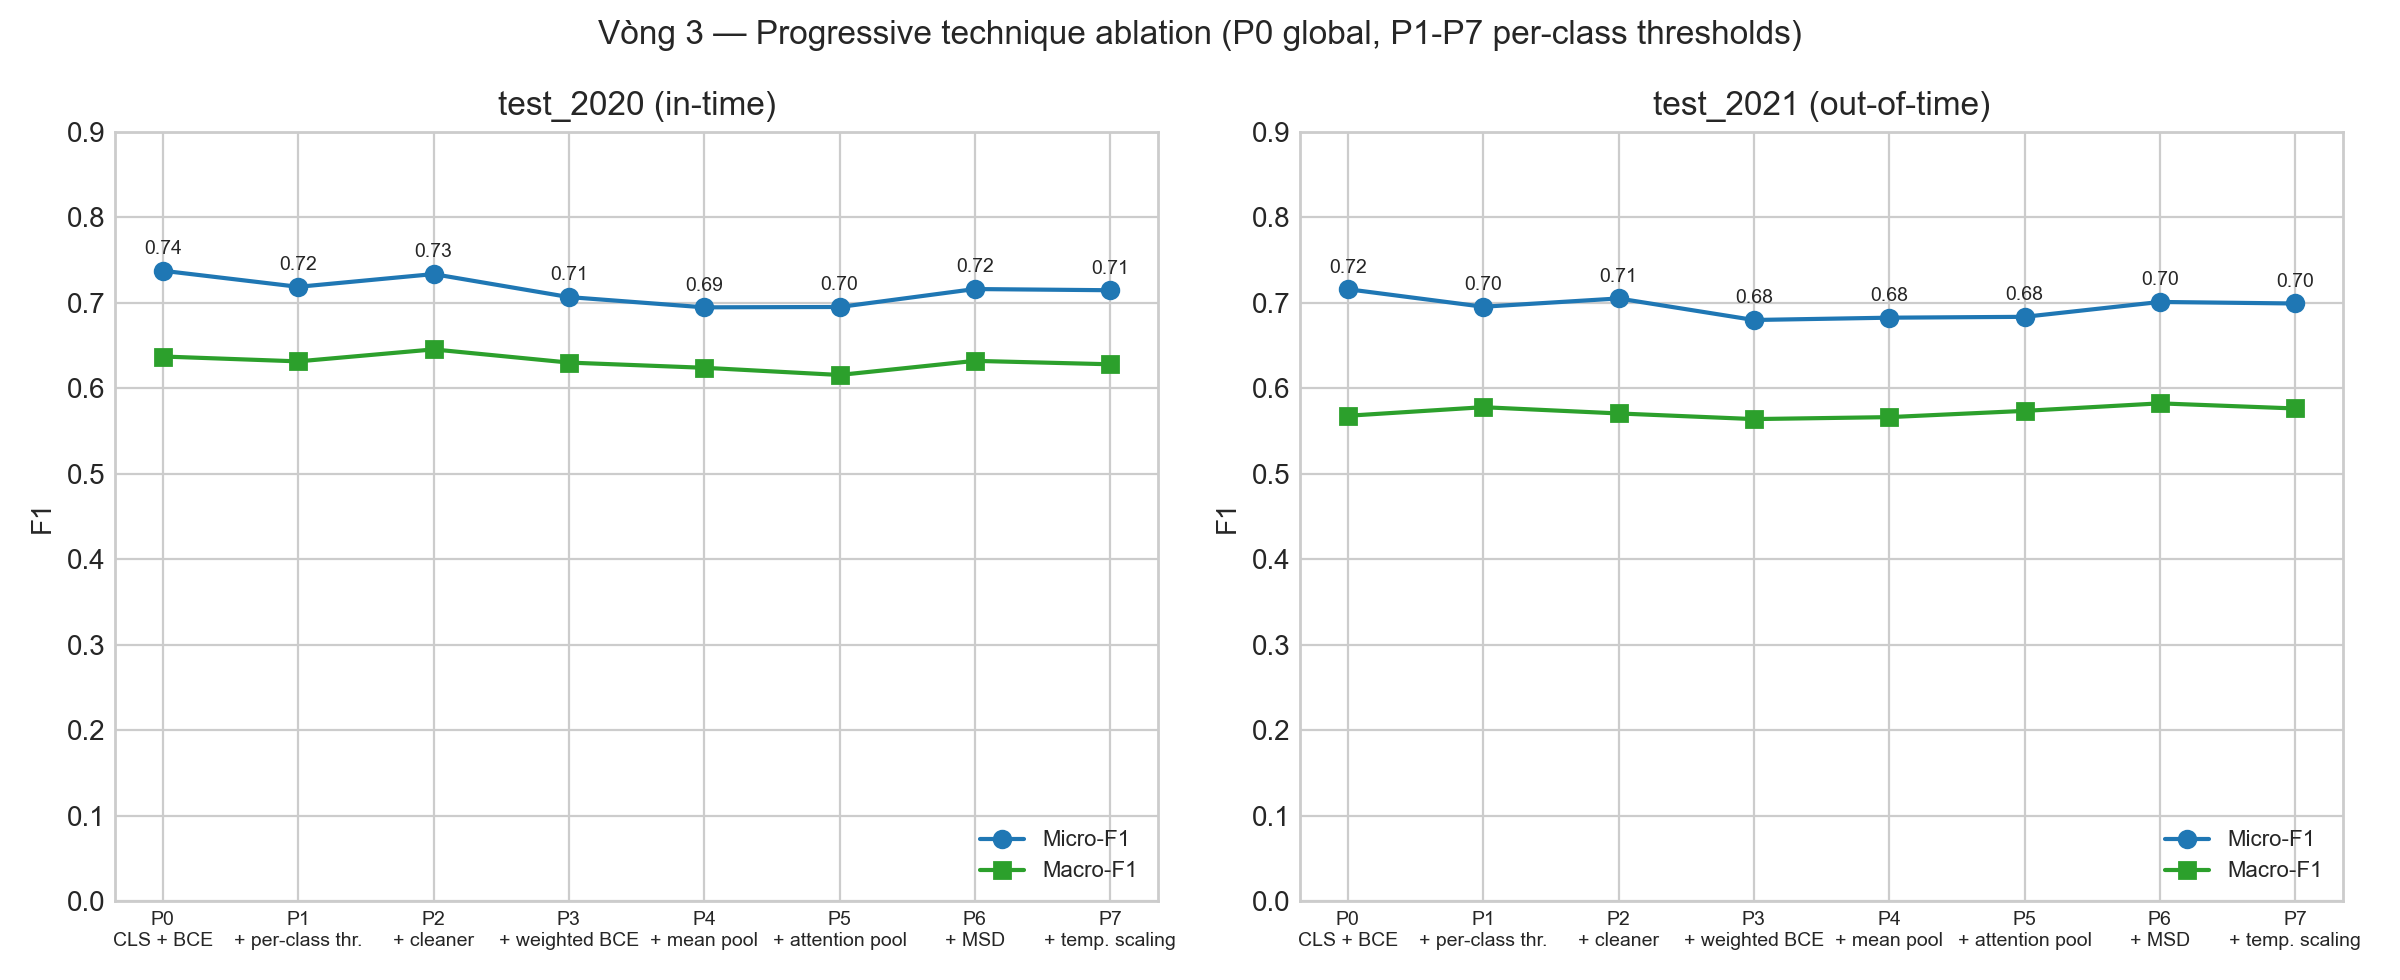 Vòng 3 — Progressive technique ablation (P0 global, P1-P7 per-class thresholds)
test_2020 (in-time)
0.9
0.8
0.7
0.6
0.5
0.4
0.3
0.2
0.1
0.0
F1
0.74
0.72
0.73
0.71
0.69
0.70
0.72
0.71
Micro-F1
Macro-F1
P0
CLS + BCE
P1
+ per-class thr.
P2
+ cleaner
P3
+ weighted BCE
P4
+ mean pool
P5
+ attention pool
P6
+ MSD
P7
+ temp. scaling
test_2021 (out-of-time)
0.9
0.8
0.7
0.6
0.5
0.4
0.3
0.2
0.1
0.0
F1
0.72
0.70
0.71
0.68
0.68
0.68
0.70
0.70
Micro-F1
Macro-F1
P0
CLS + BCE
P1
+ per-class thr.
P2
+ cleaner
P3
+ weighted BCE
P4
+ mean pool
P5
+ attention pool
P6
+ MSD
P7
+ temp. scaling